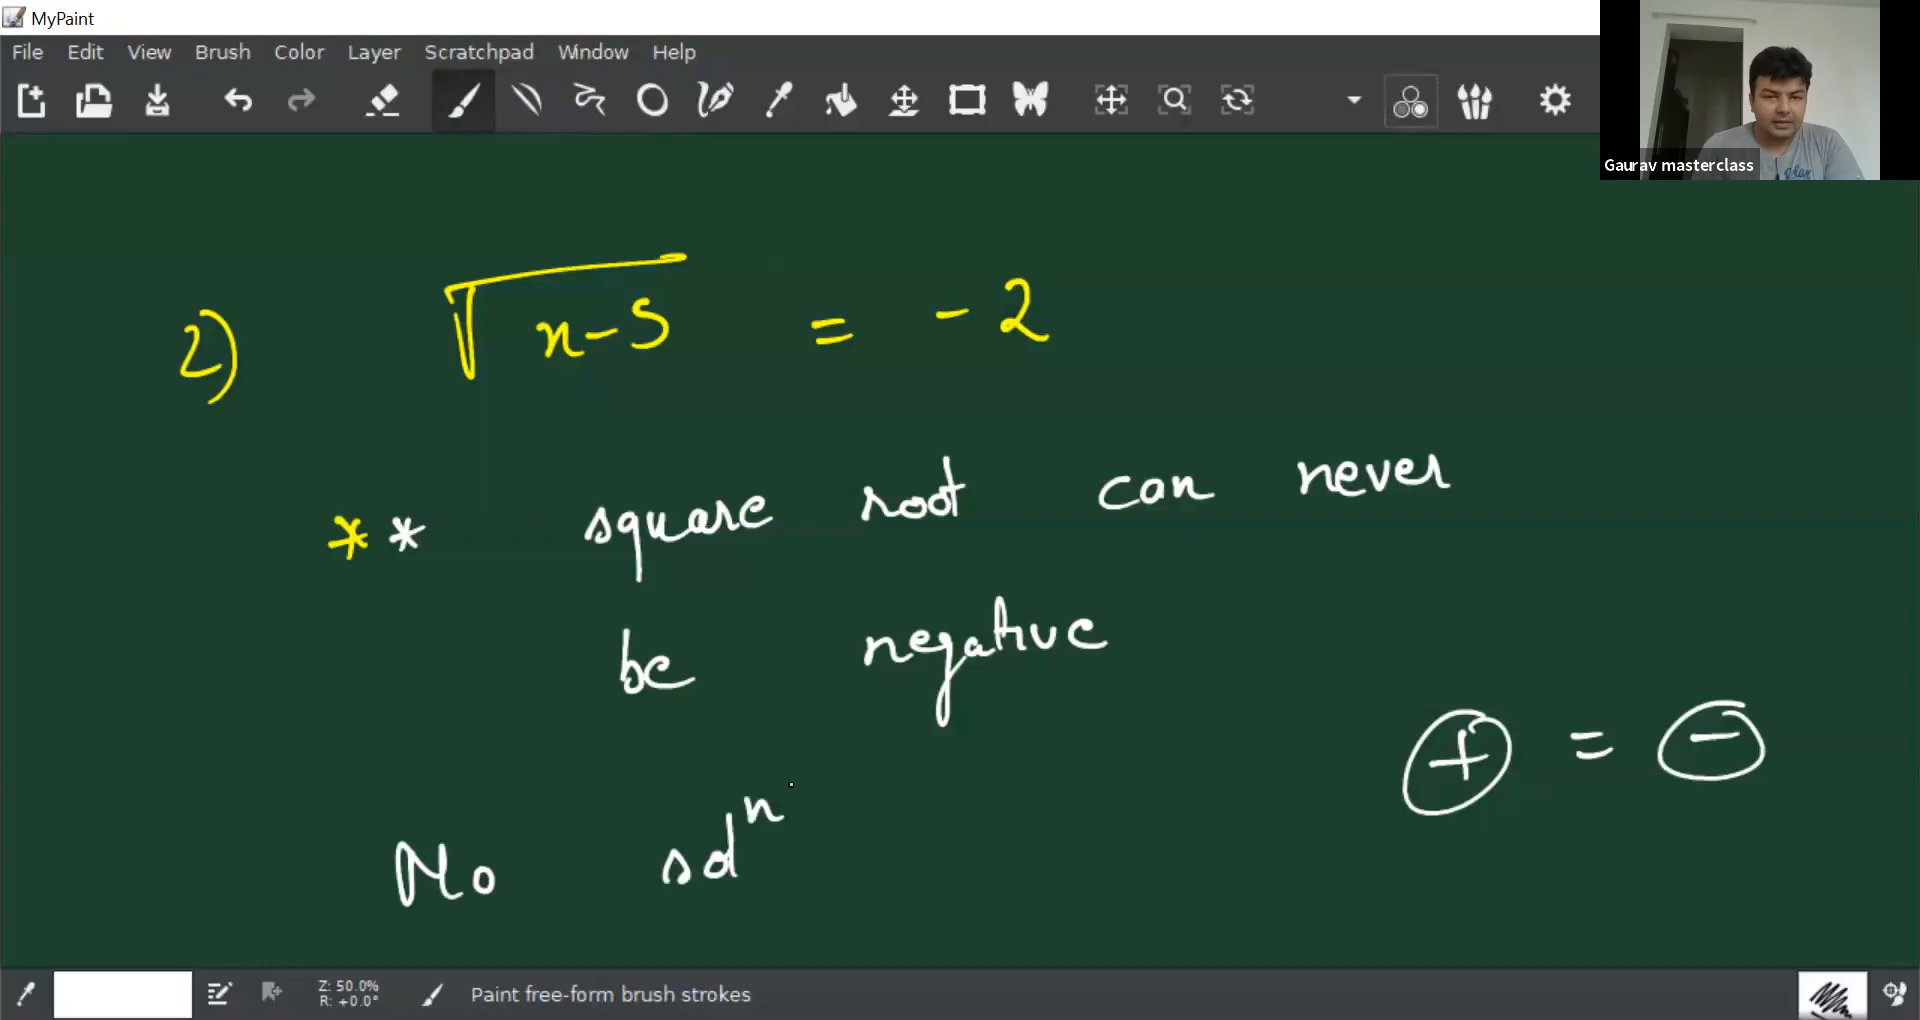 MyPaint
File Edit View Brush Color Layer Scratchpad Window Help
Gaurav masterclass
2) √x-5 = -2
** square root can never
be negative
+ = -
No solⁿ
Z: 50.0%
R: +0.0°
Paint free-form brush strokes